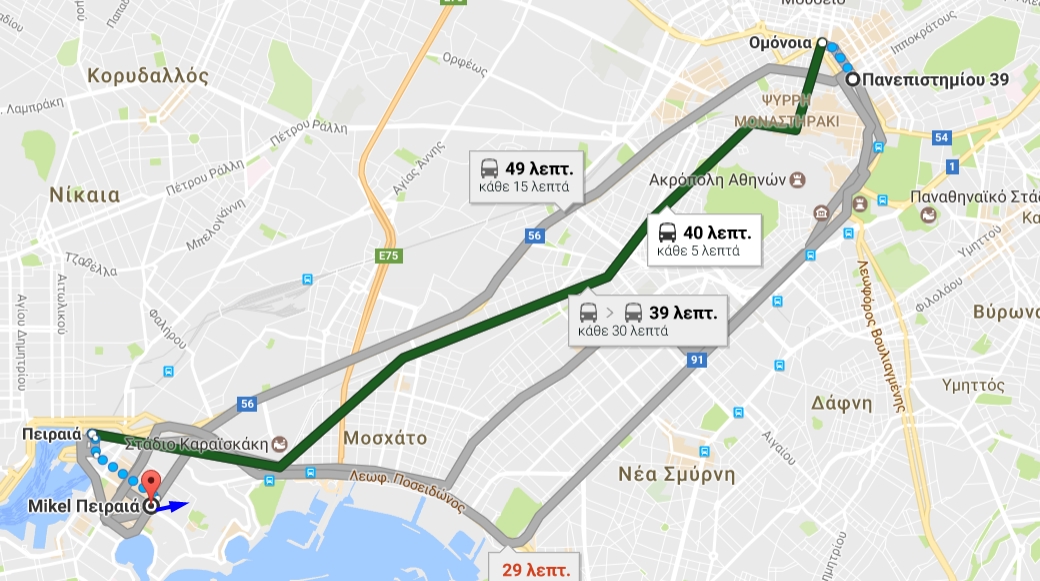 Ομόνοια
Ιπποκράτους
Πανεπιστημίου 39
Κορυδαλλός
Ορφέως
ΨΥΡΡΗ
ΜΟΝΑΣΤΗΡΑΚΙ
Λαμπράκη
Πέτρου Ράλλη
54
1
49 λεπτ.
κάθε 15 λεπτά
Αγίας Άννης
Πέτρου Ράλλη
Ακρόπολη Αθηνών
Νίκαια
Παναθηναϊκό Στάδ
Κα
Μπελογιάννη
56
40 λεπτ.
κάθε 5 λεπτά
Υμηττού
E75
Τζαβέλλα
Αιτωλικού
Λεωφόρος Βουλιαγμένης
Φιλολάου
Φαλήρου
39 λεπτ.
κάθε 30 λεπτά
Βύρωνα
Αγίου Δημητρίου
91
Υμηττός
56
Δάφνη
Πειραιά
Στάδιο Καραϊσκάκη
Μοσχάτο
Αιγαίου
Λεωφ. Ποσειδώνος
Νέα Σμύρνη
Mikel Πειραιά
29 λεπτ.